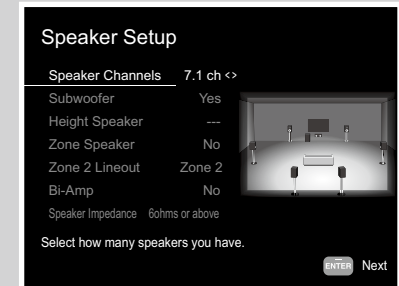 Speaker Setup
Speaker Channels 7.1 ch <>
Subwoofer Yes
Height Speaker ---
Zone Speaker No
Zone 2 Lineout Zone 2
Bi-Amp No
Speaker Impedance 6ohms or above
Select how many speakers you have.
ENTER Next